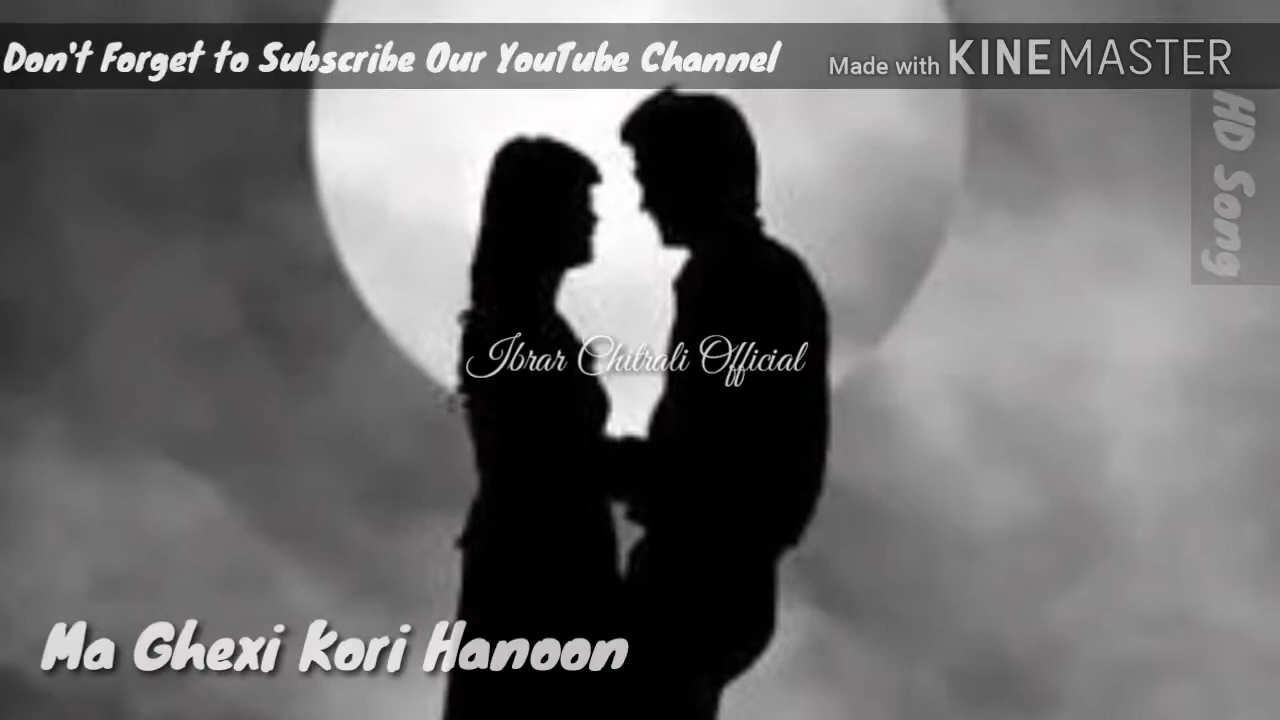 Don't Forget to Subscribe Our YouTube Channel
Made with KINEMASTER
HD Song
Ibrar Chitrali Official
Ma Ghexi Kori Hanoon